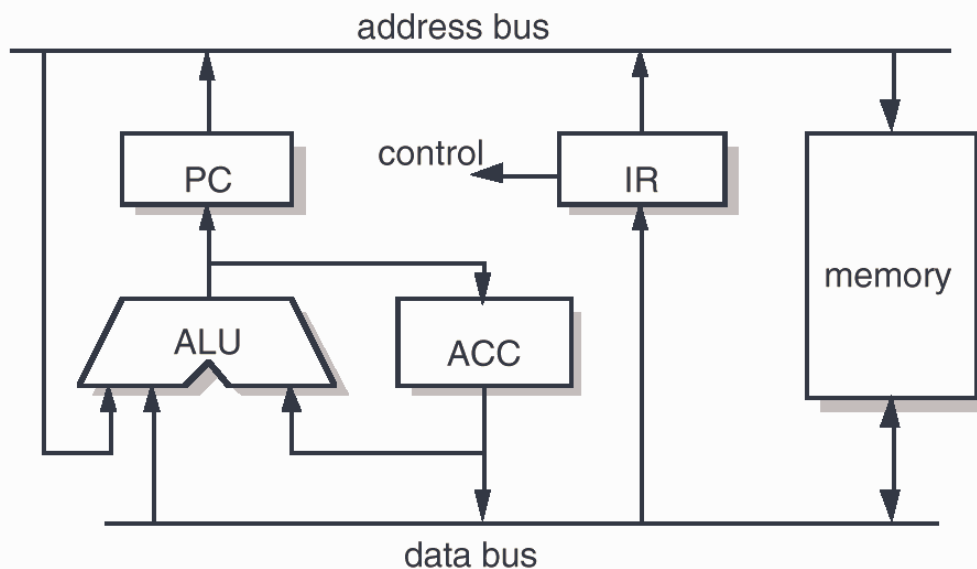 address bus
control
PC
IR
memory
ALU
ACC
data bus